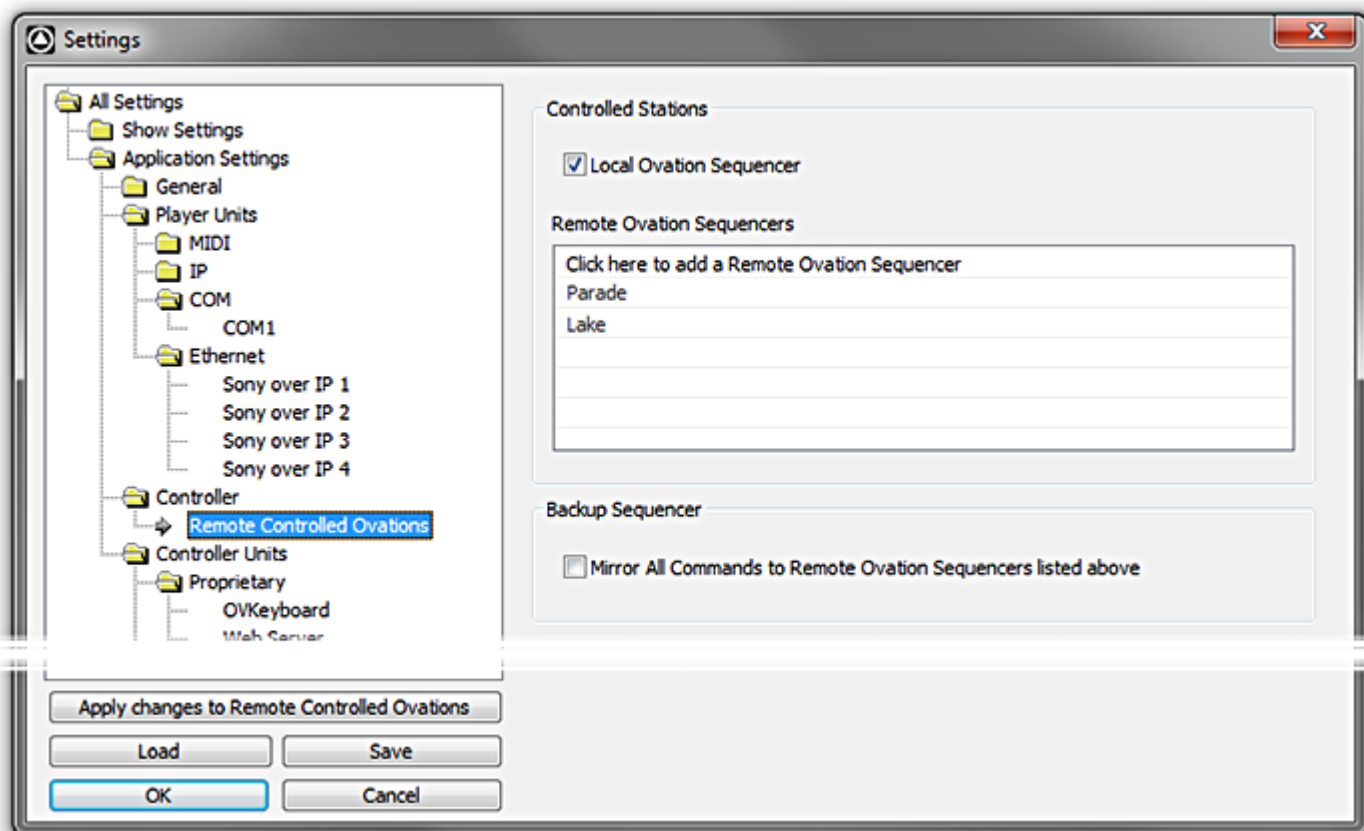 Settings
All Settings
Show Settings
Application Settings
General
Player Units
MIDI
IP
COM
COM1
Ethernet
Sony over IP 1
Sony over IP 2
Sony over IP 3
Sony over IP 4
Controller
Remote Controlled Ovations
Controller Units
Proprietary
OVKeyboard
Web Server
Apply changes to Remote Controlled Ovations
Load
Save
OK
Cancel
Controlled Stations
Local Ovation Sequencer
Remote Ovation Sequencers
Click here to add a Remote Ovation Sequencer
Parade
Lake
Backup Sequencer
Mirror All Commands to Remote Ovation Sequencers listed above